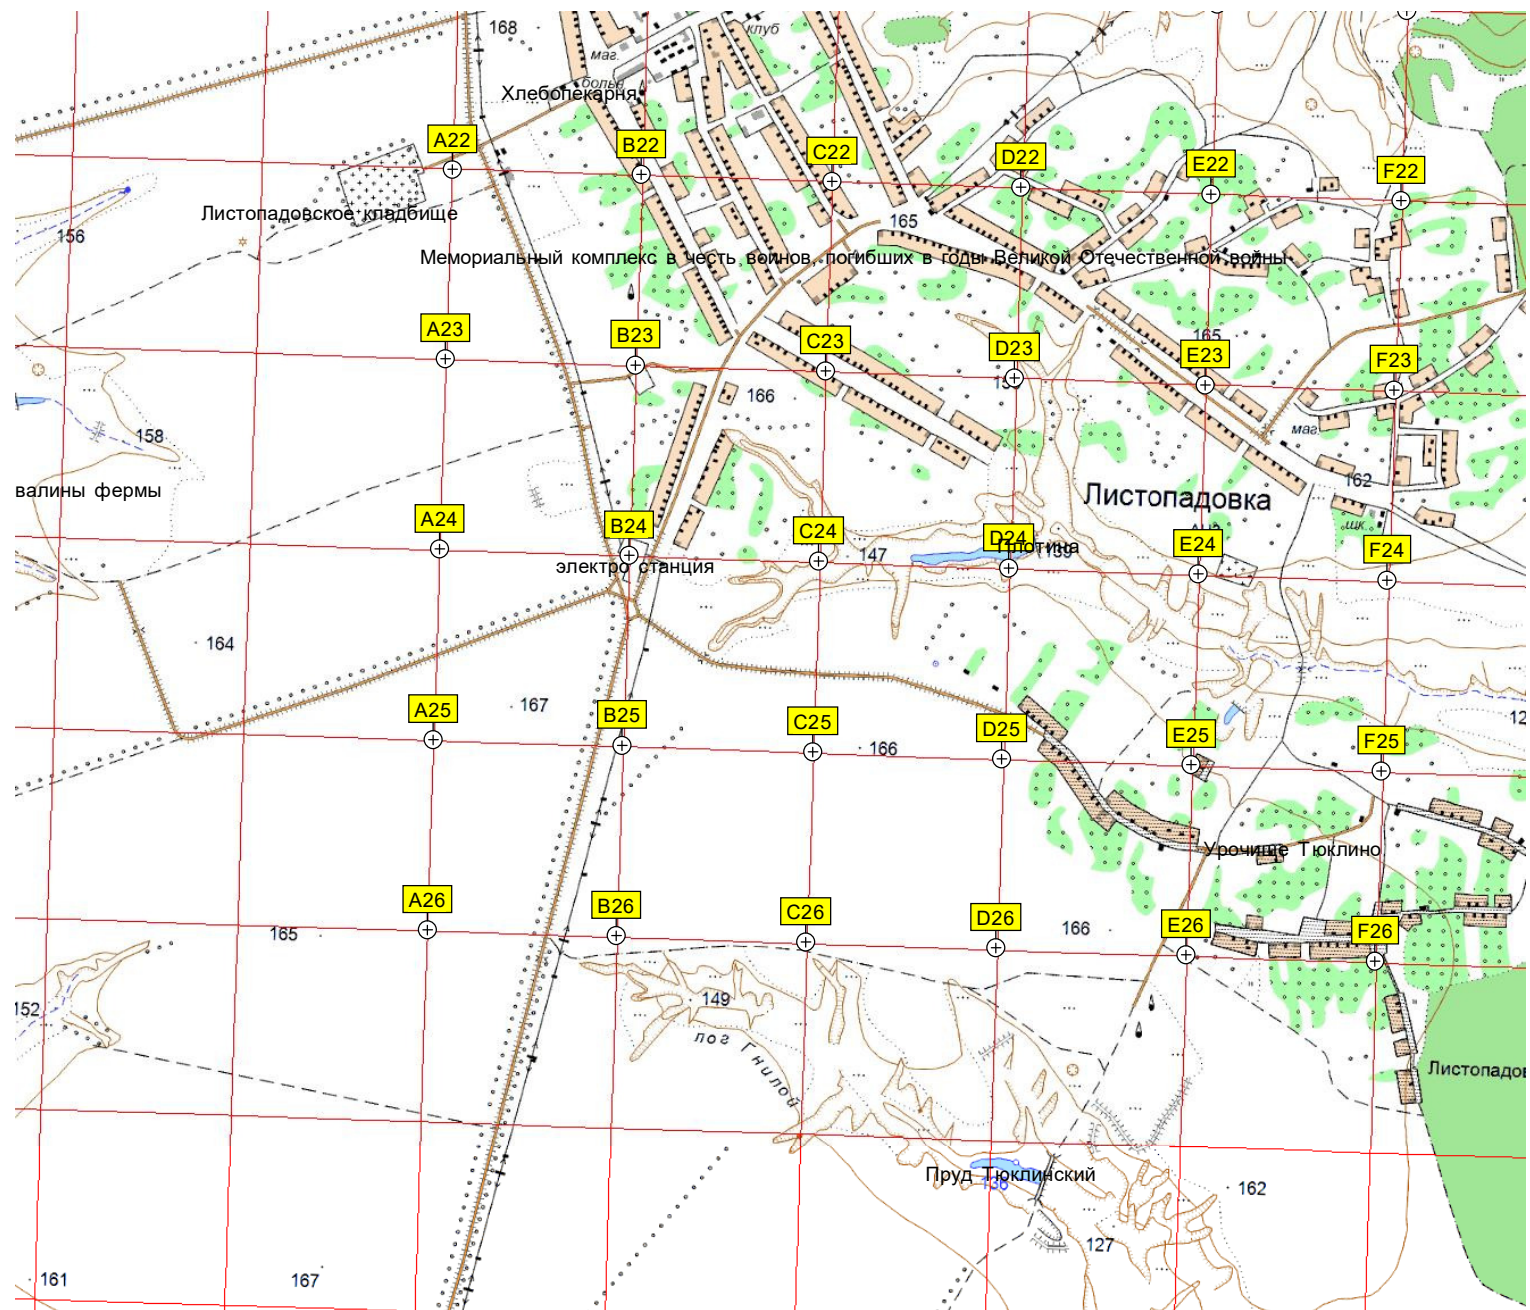 168
клуб
маг.
больн
Хлебопекарня
A22
B22
C22
D22
E22
F22
Листопадовское кладбище
165
156
Мемориальный комплекс в честь воинов, погибших в годы Великой Отечественной войны
A23
B23
C23
D23
E23
F23
165
166
158
маг.
162
валины фермы
Листопадовка
шк.
A24
B24
C24
D24
E24
F24
147
Плотина
электро станция
164
167
A25
B25
C25
D25
E25
F25
166
12
Урочище Тюклино
A26
B26
C26
D26
E26
F26
165
166
152
149
лог Гнилой
Листопадов
Пруд Тюклинский
136
162
127
161
167